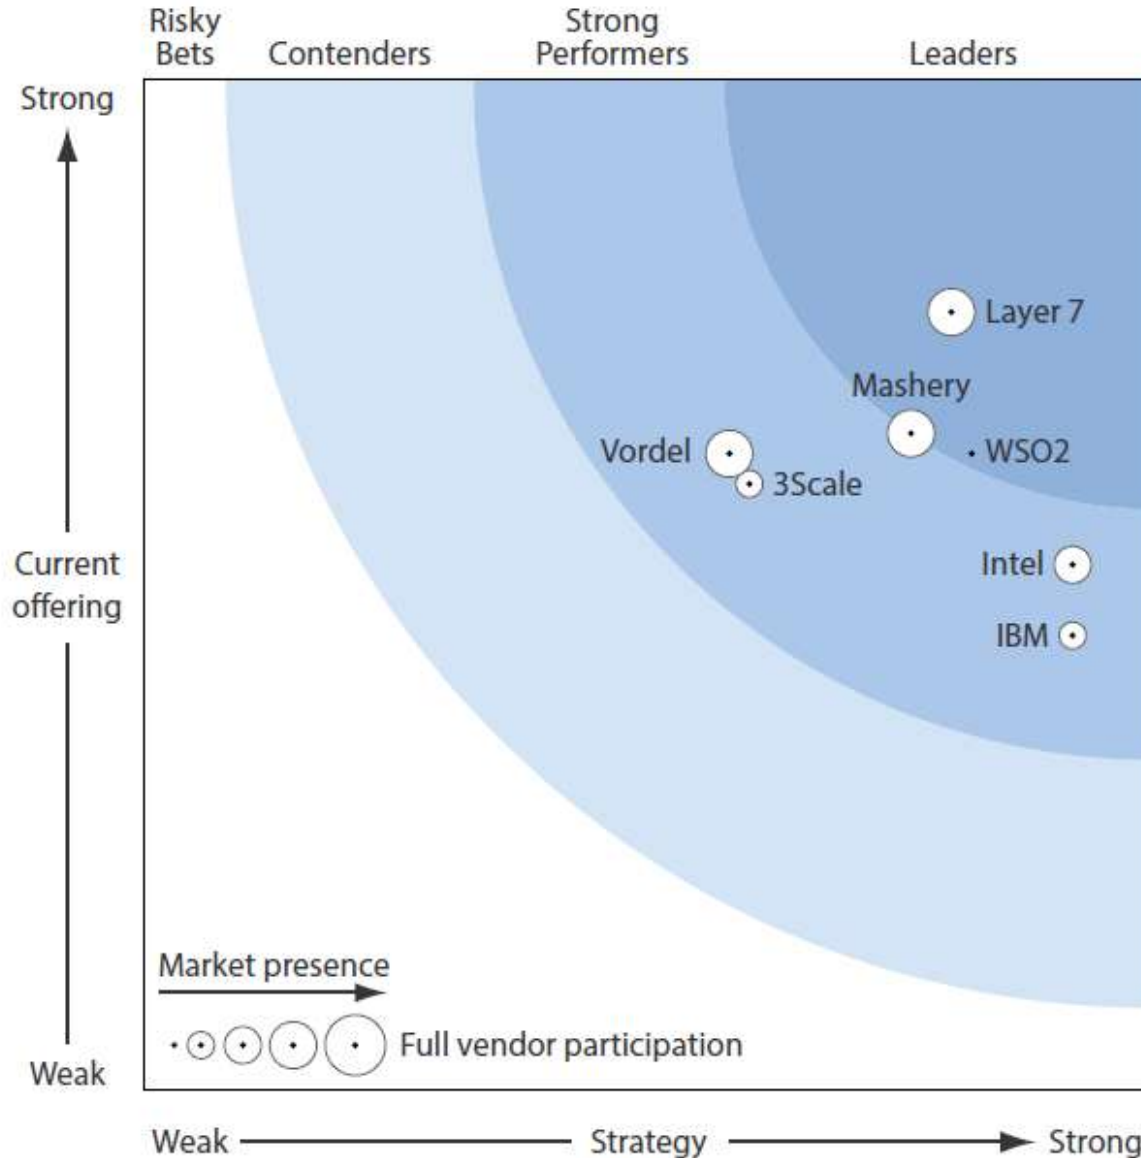 Risky
Bets
Contenders
Strong
Performers
Leaders
Strong
Layer 7
Mashery
Vordel
WSO2
3Scale
Current
offering
Intel
IBM
Market presence
Full vendor participation
Weak
Weak
Strategy
Strong